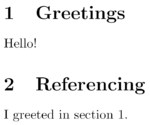 1 Greetings
Hello!
2 Referencing
I greeted in section 1.